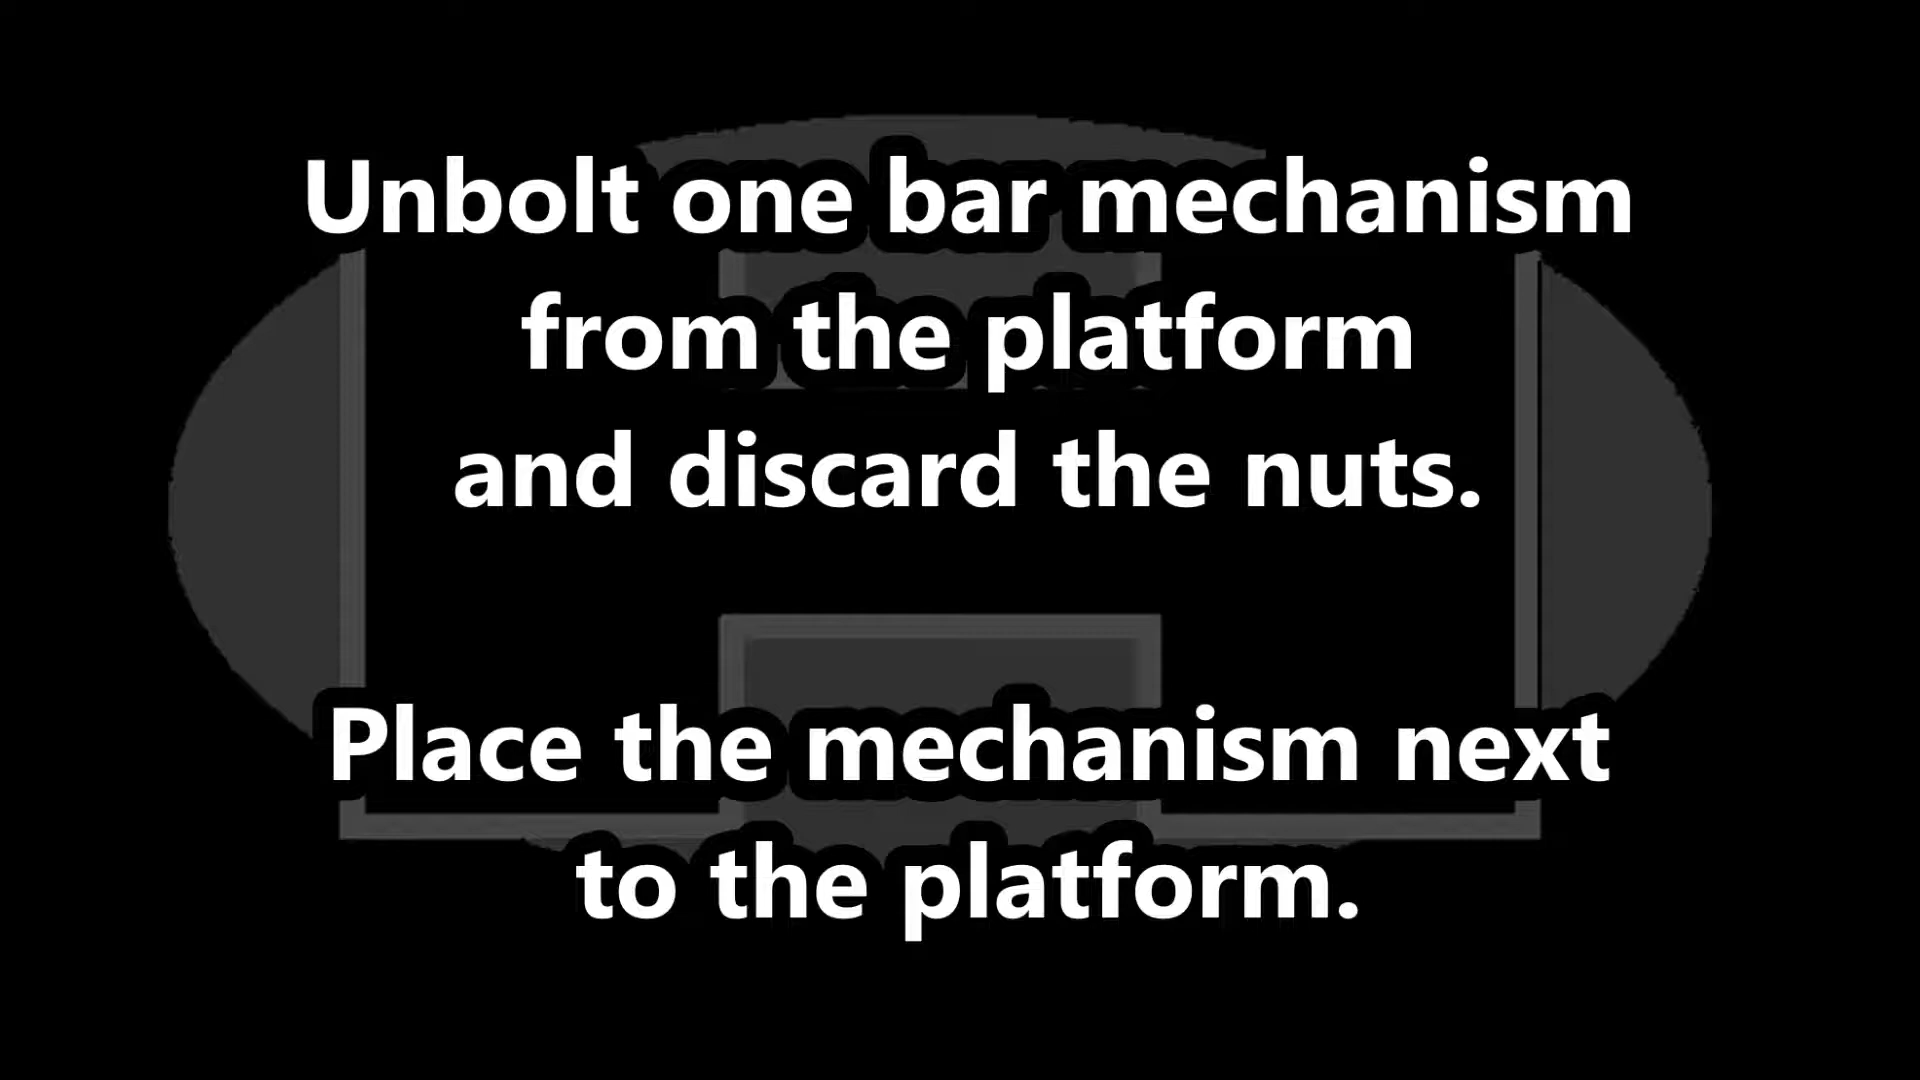 Unbolt one bar mechanism
from the platform
and discard the nuts.
Place the mechanism next
to the platform.